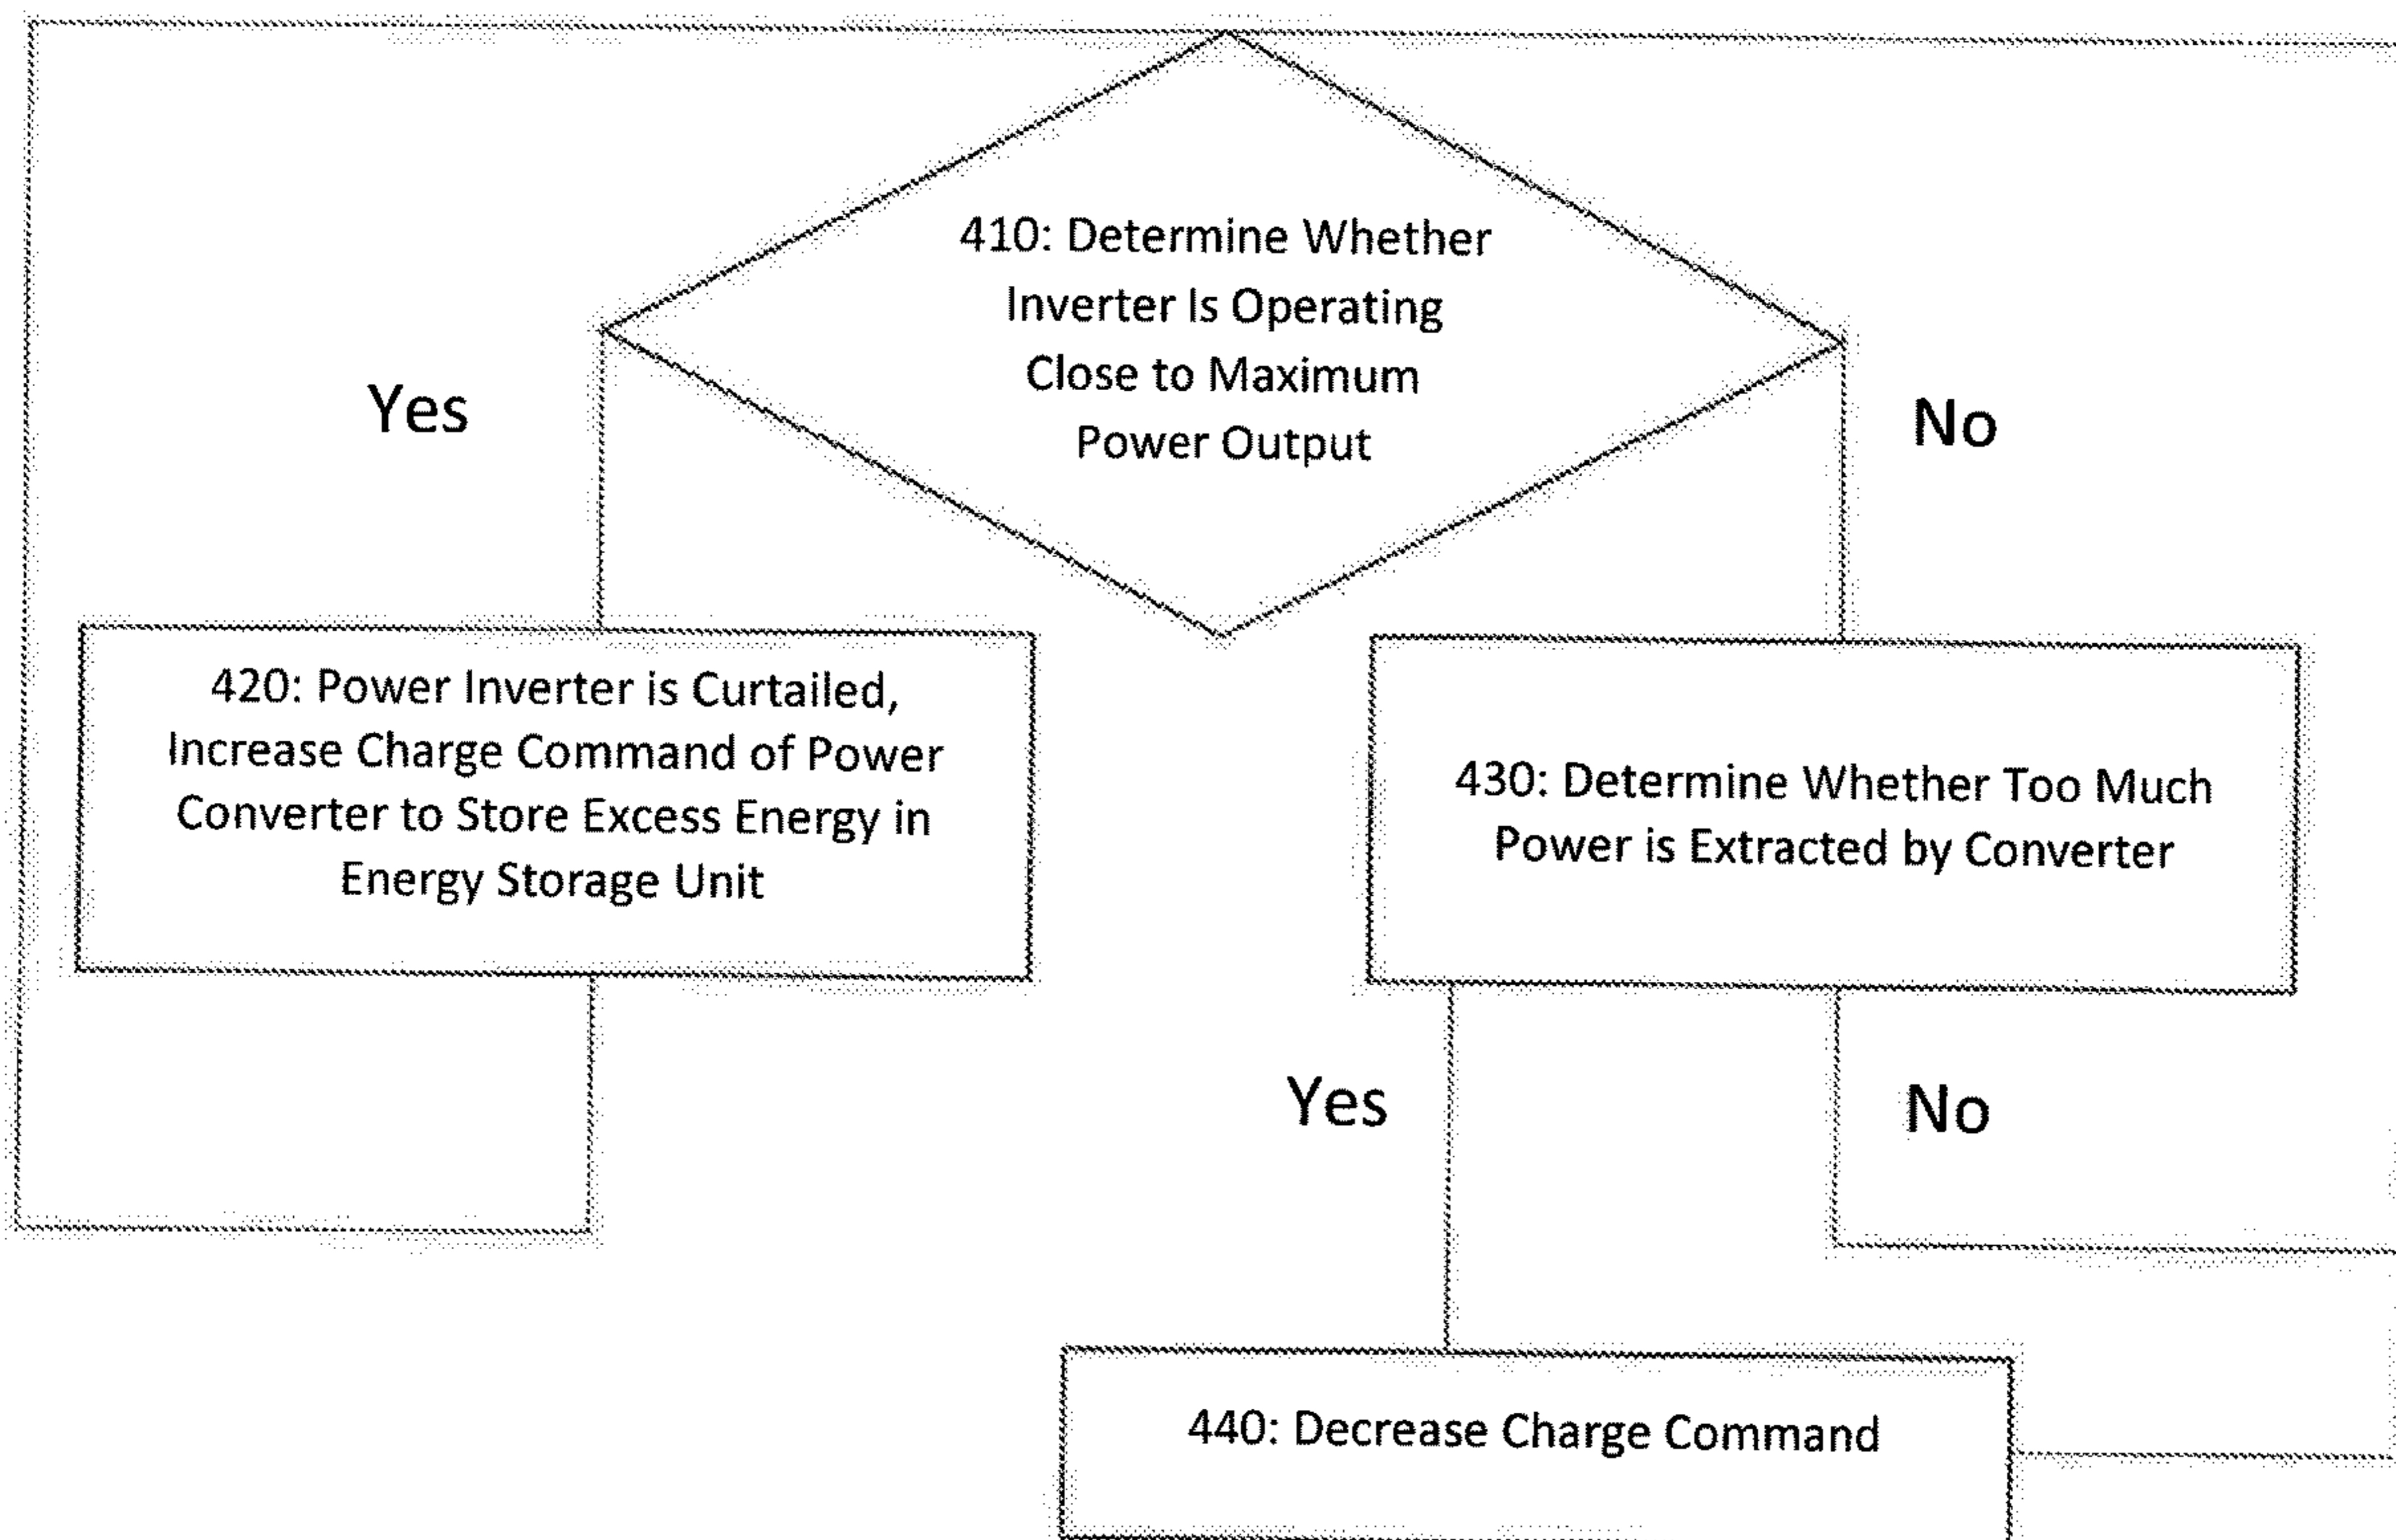 410: Determine Whether
Inverter Is Operating
Close to Maximum
Power Output
Yes
No
420: Power Inverter is Curtailed,
Increase Charge Command of Power
Converter to Store Excess Energy in
Energy Storage Unit
430: Determine Whether Too Much
Power is Extracted by Converter
Yes
No
440: Decrease Charge Command